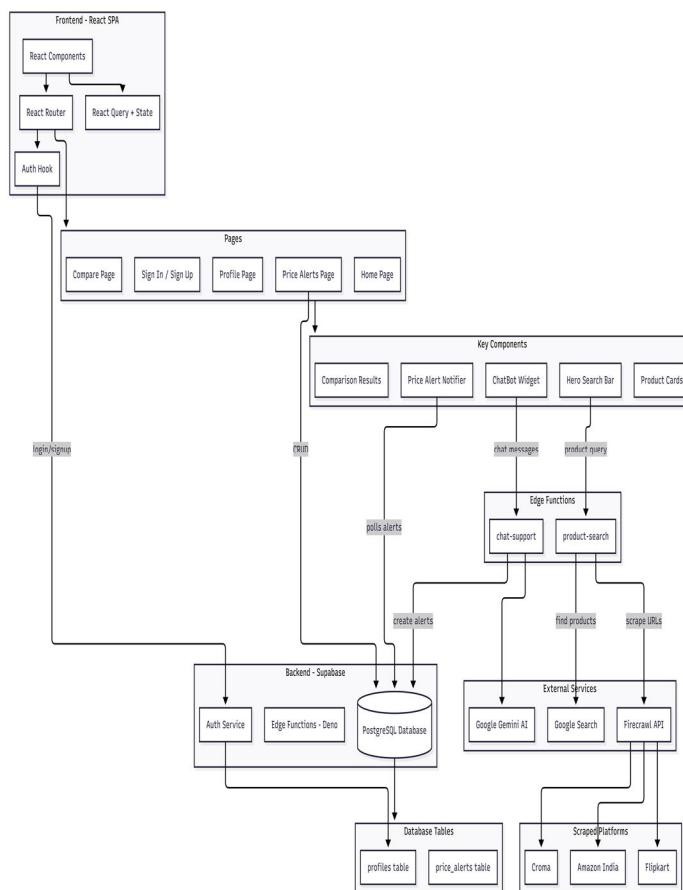 Frontend - React SPA
React Components
React Router
React Query + State
Auth Hook
Pages
Compare Page
Sign In / Sign Up
Profile Page
Price Alerts Page
Home Page
Key Components
Comparison Results
Price Alert Notifier
ChatBot Widget
Hero Search Bar
Product Cards
login/signup
CRUD
chat messages
product query
Edge Functions
polls alerts
chat-support
product-search
create alerts
find products
scrape URLs
Backend - Supabase
Auth Service
Edge Functions - Deno
PostgreSQL Database
External Services
Google Gemini AI
Google Search
Firecrawl API
Database Tables
profiles table
price_alerts table
Scraped Platforms
Croma
Amazon India
Flipkart